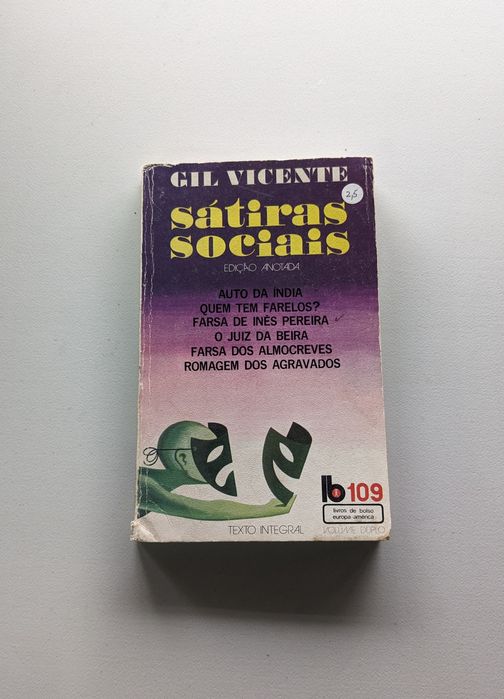 GIL VICENTE
2,5
sátiras
sociais
EDIÇÃO ANOTADA
AUTO DA ÍNDIA
QUEM TEM FARELOS?
FARSA DE INÊS PEREIRA
O JUIZ DA BEIRA
FARSA DOS ALMOCREVES
ROMAGEM DOS AGRAVADOS
lb 109
livros de bolso
europa-américa
TEXTO INTEGRAL
VOLUME DUPLO